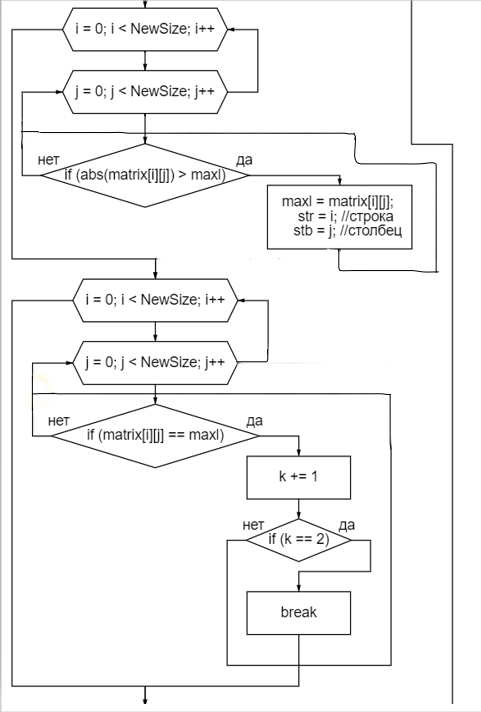 i = 0; i < NewSize; i++
j = 0; j < NewSize; j++
нет
да
if (abs(matrix[i][j]) > maxl)
maxl = matrix[i][j];
str = i; //строка
stb = j; //столбец
i = 0; i < NewSize; i++
j = 0; j < NewSize; j++
нет
да
if (matrix[i][j] == maxl)
k += 1
нет
да
if (k == 2)
break